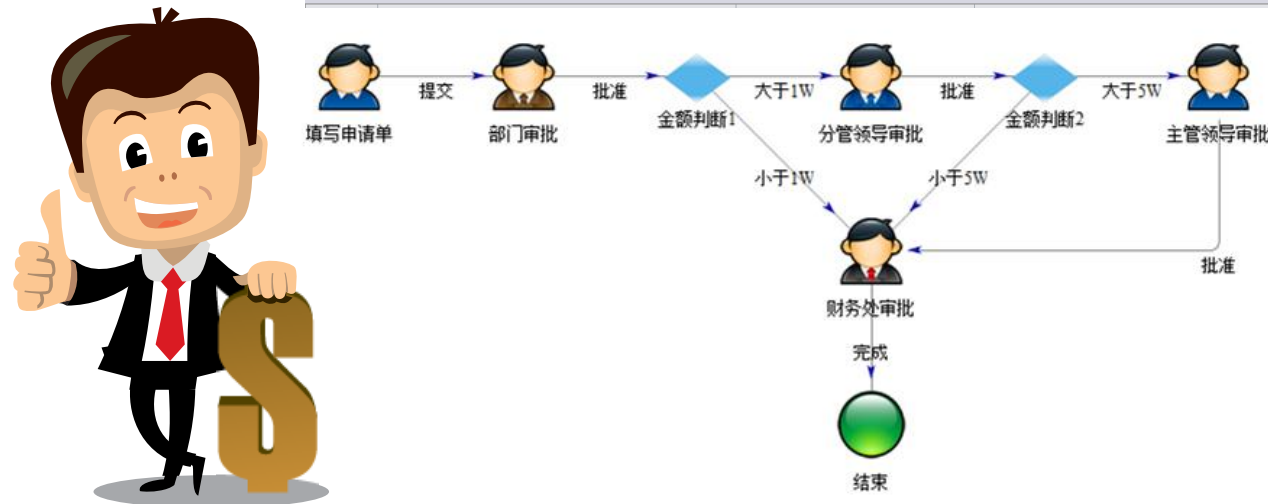 提交
批准
大于1W
批准
大于5W
填写申请单
部门审批
金额判断1
分管领导审批
金额判断2
主管领导审批
小于1W
小于5W
批准
财务处审批
完成
结束